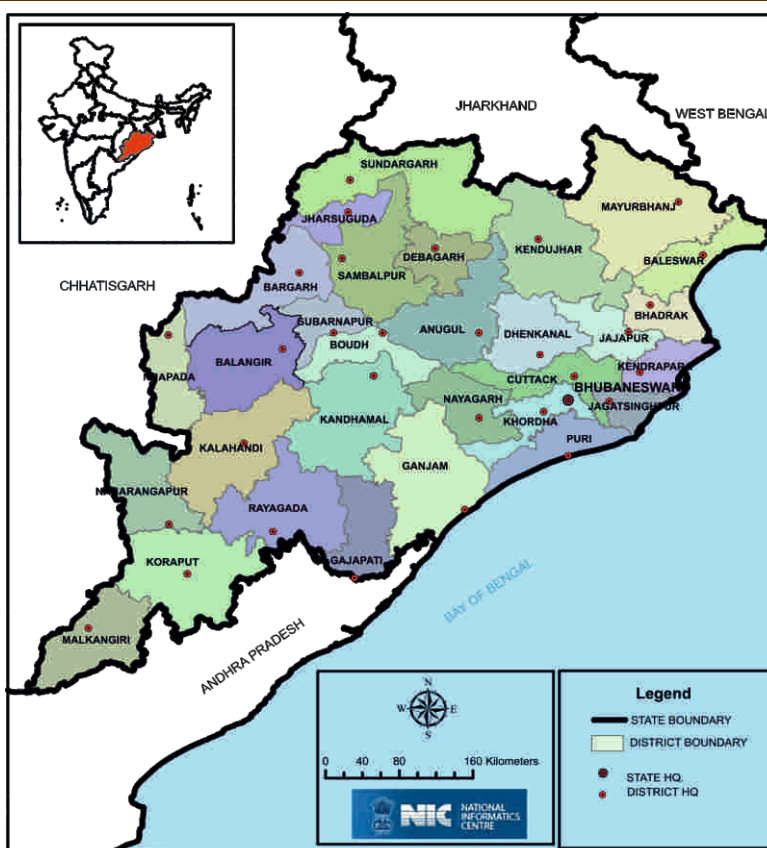 JHARKHAND
WEST BENGAL
SUNDARGARH
MAYURBHANJ
JHARSUGUDA
KENDUJHAR
DEBAGARH
BALESWAR
SAMBALPUR
CHHATISGARH
BARGARH
BHADRAK
SUBARNAPUR
ANUGUL
DHENKANAL
JAJAPUR
BOUDH
BALANGIR
KENDRAPARA
CUTTACK
BHUBANESWAR
NAYAGARH
JAGATSINGHPUR
KANDHAMAL
KHORDHA
PURI
KALAHANDI
GANJAM
NABARANGAPUR
RAYAGADA
GAJAPATI
KORAPUT
BAY OF BENGAL
MALKANGIRI
ANDHRA PRADESH
N
W E
S
0 40 80 160 Kilometers
NIC NATIONAL
INFORMATICS
CENTRE
Legend
STATE BOUNDARY
DISTRICT BOUNDARY
STATE HQ.
DISTRICT HQ